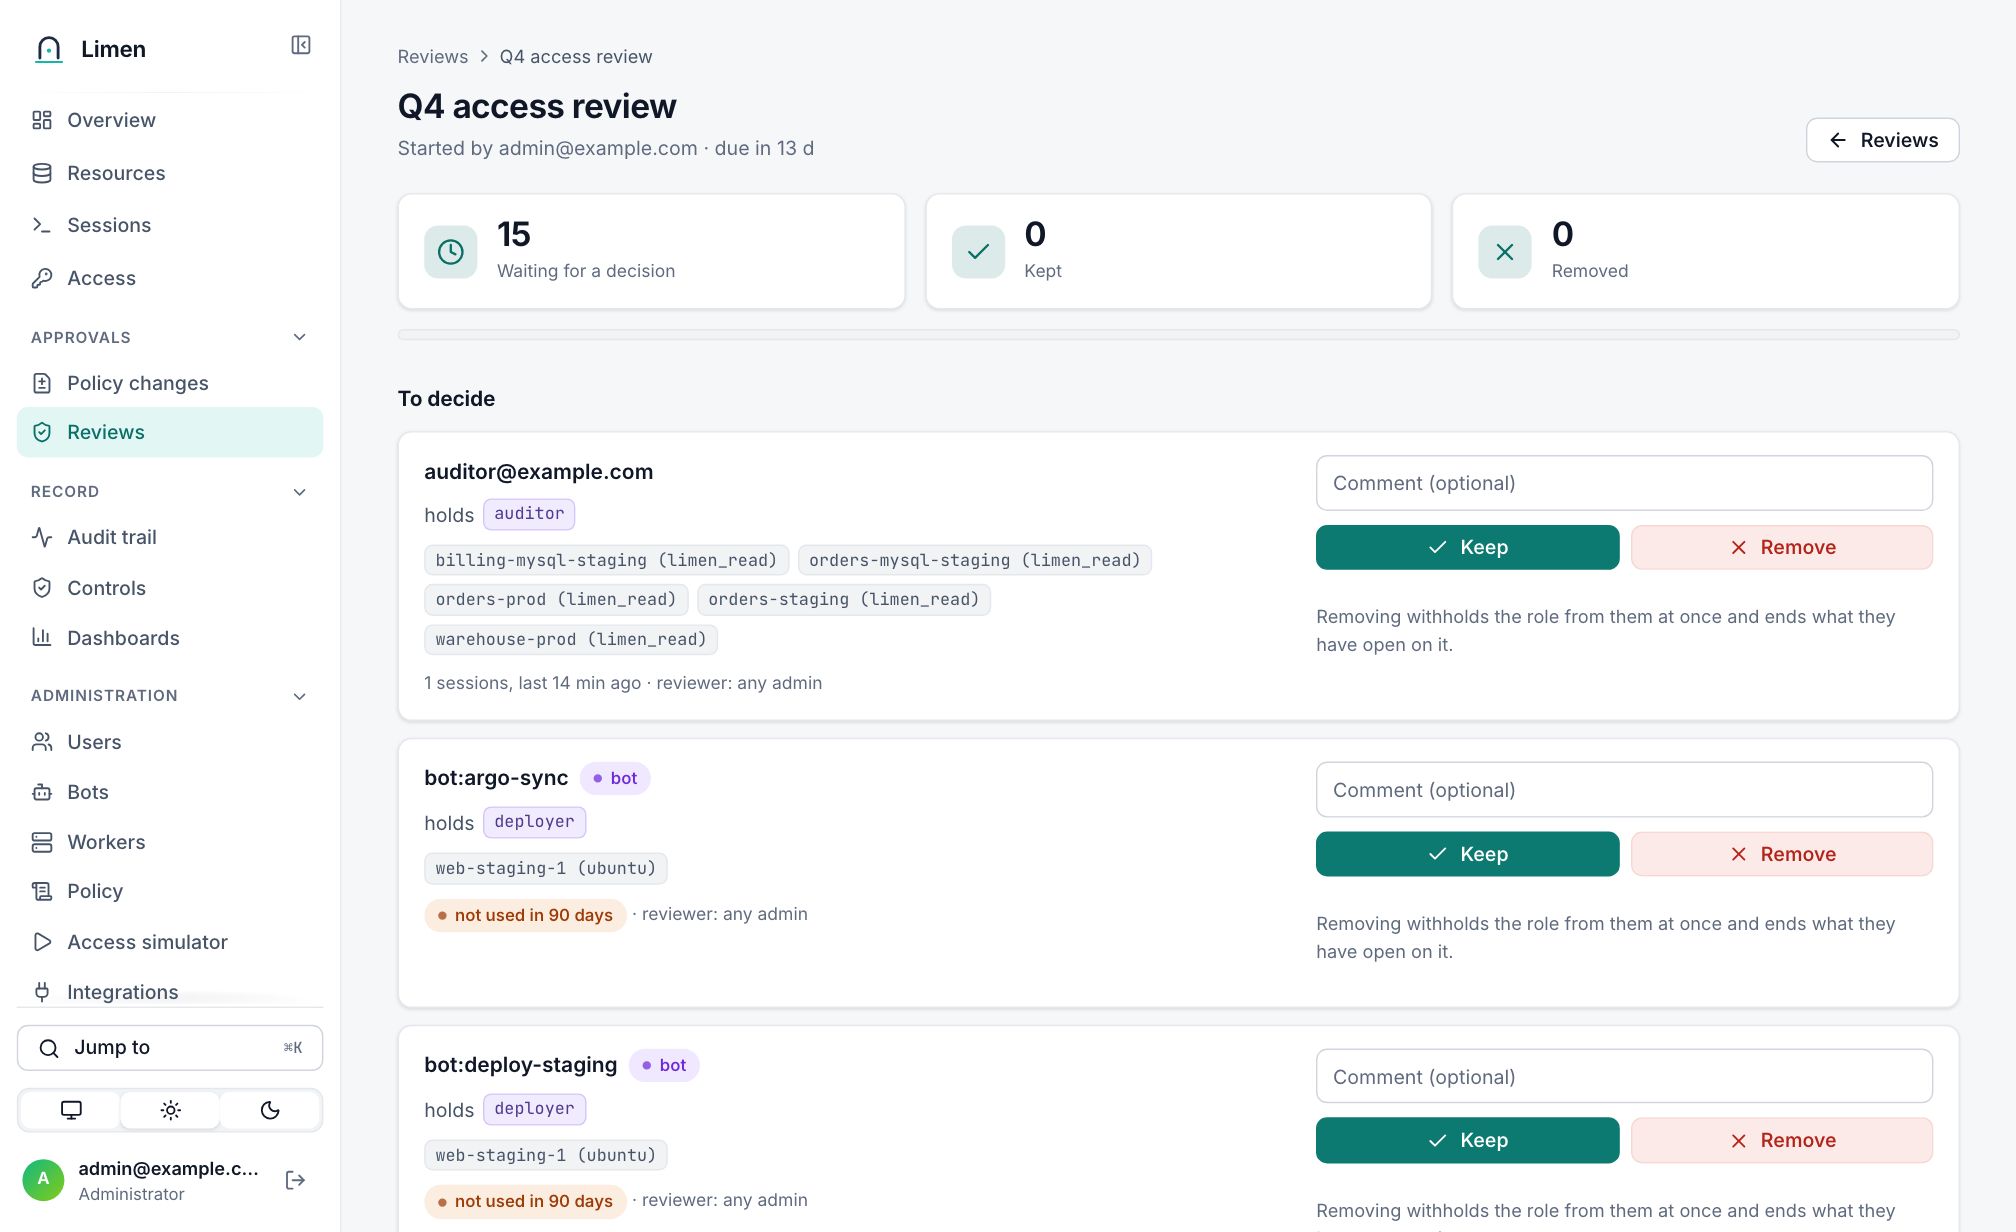 Limen
Overview
Resources
Sessions
Access
APPROVALS
Policy changes
Reviews
RECORD
Audit trail
Controls
Dashboards
ADMINISTRATION
Users
Bots
Workers
Policy
Access simulator
Integrations
Jump to ⌘K
A
admin@example.c...
Administrator
Reviews > Q4 access review
Q4 access review
Started by admin@example.com · due in 13 d
Reviews
15
Waiting for a decision
0
Kept
0
Removed
To decide
auditor@example.com
holds auditor
billing-mysql-staging (limen_read) orders-mysql-staging (limen_read)
orders-prod (limen_read) orders-staging (limen_read)
warehouse-prod (limen_read)
1 sessions, last 14 min ago · reviewer: any admin
Comment (optional)
Keep Remove
Removing withholds the role from them at once and ends what they
have open on it.
bot:argo-sync bot
holds deployer
web-staging-1 (ubuntu)
not used in 90 days · reviewer: any admin
Comment (optional)
Keep Remove
Removing withholds the role from them at once and ends what they
have open on it.
bot:deploy-staging bot
holds deployer
web-staging-1 (ubuntu)
not used in 90 days · reviewer: any admin
Comment (optional)
Keep Remove
Removing withholds the role from them at once and ends what they